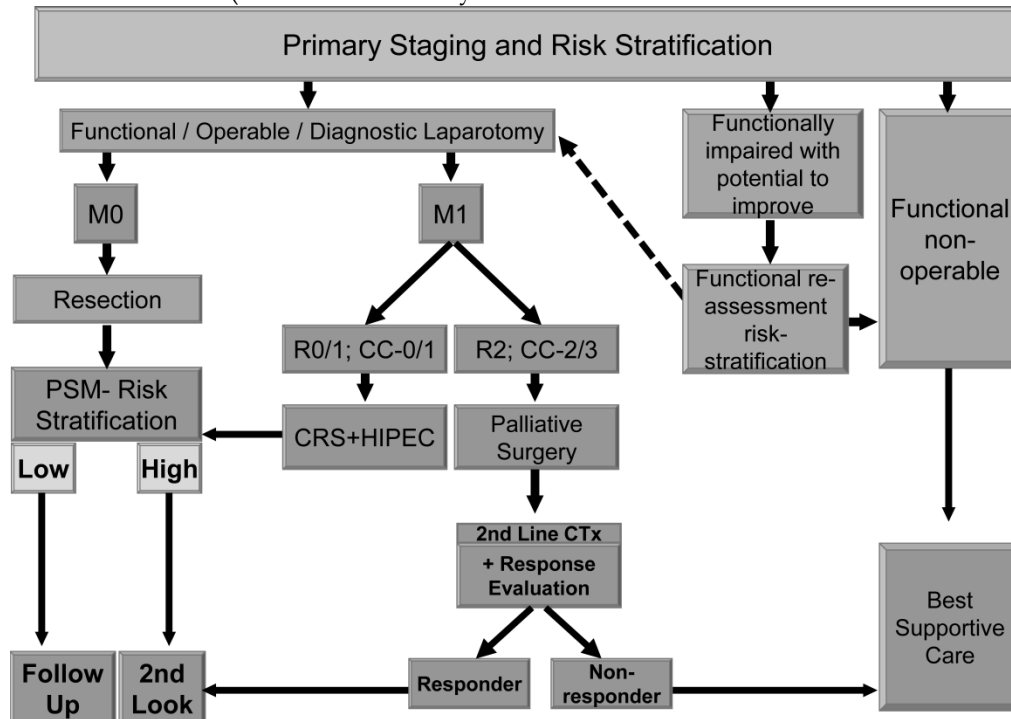 Primary Staging and Risk Stratification
Functional / Operable / Diagnostic Laparotomy
Functionally
impaired with
potential to
improve
Functional
non-
operable
M0
M1
Resection
Functional re-
assessment
risk-
stratification
R0/1; CC-0/1
R2; CC-2/3
PSM- Risk
Stratification
CRS+HIPEC
Palliative
Surgery
Low
High
2nd Line CTx
+ Response
Evaluation
Best
Supportive
Care
Follow
Up
2nd
Look
Responder
Non-
responder